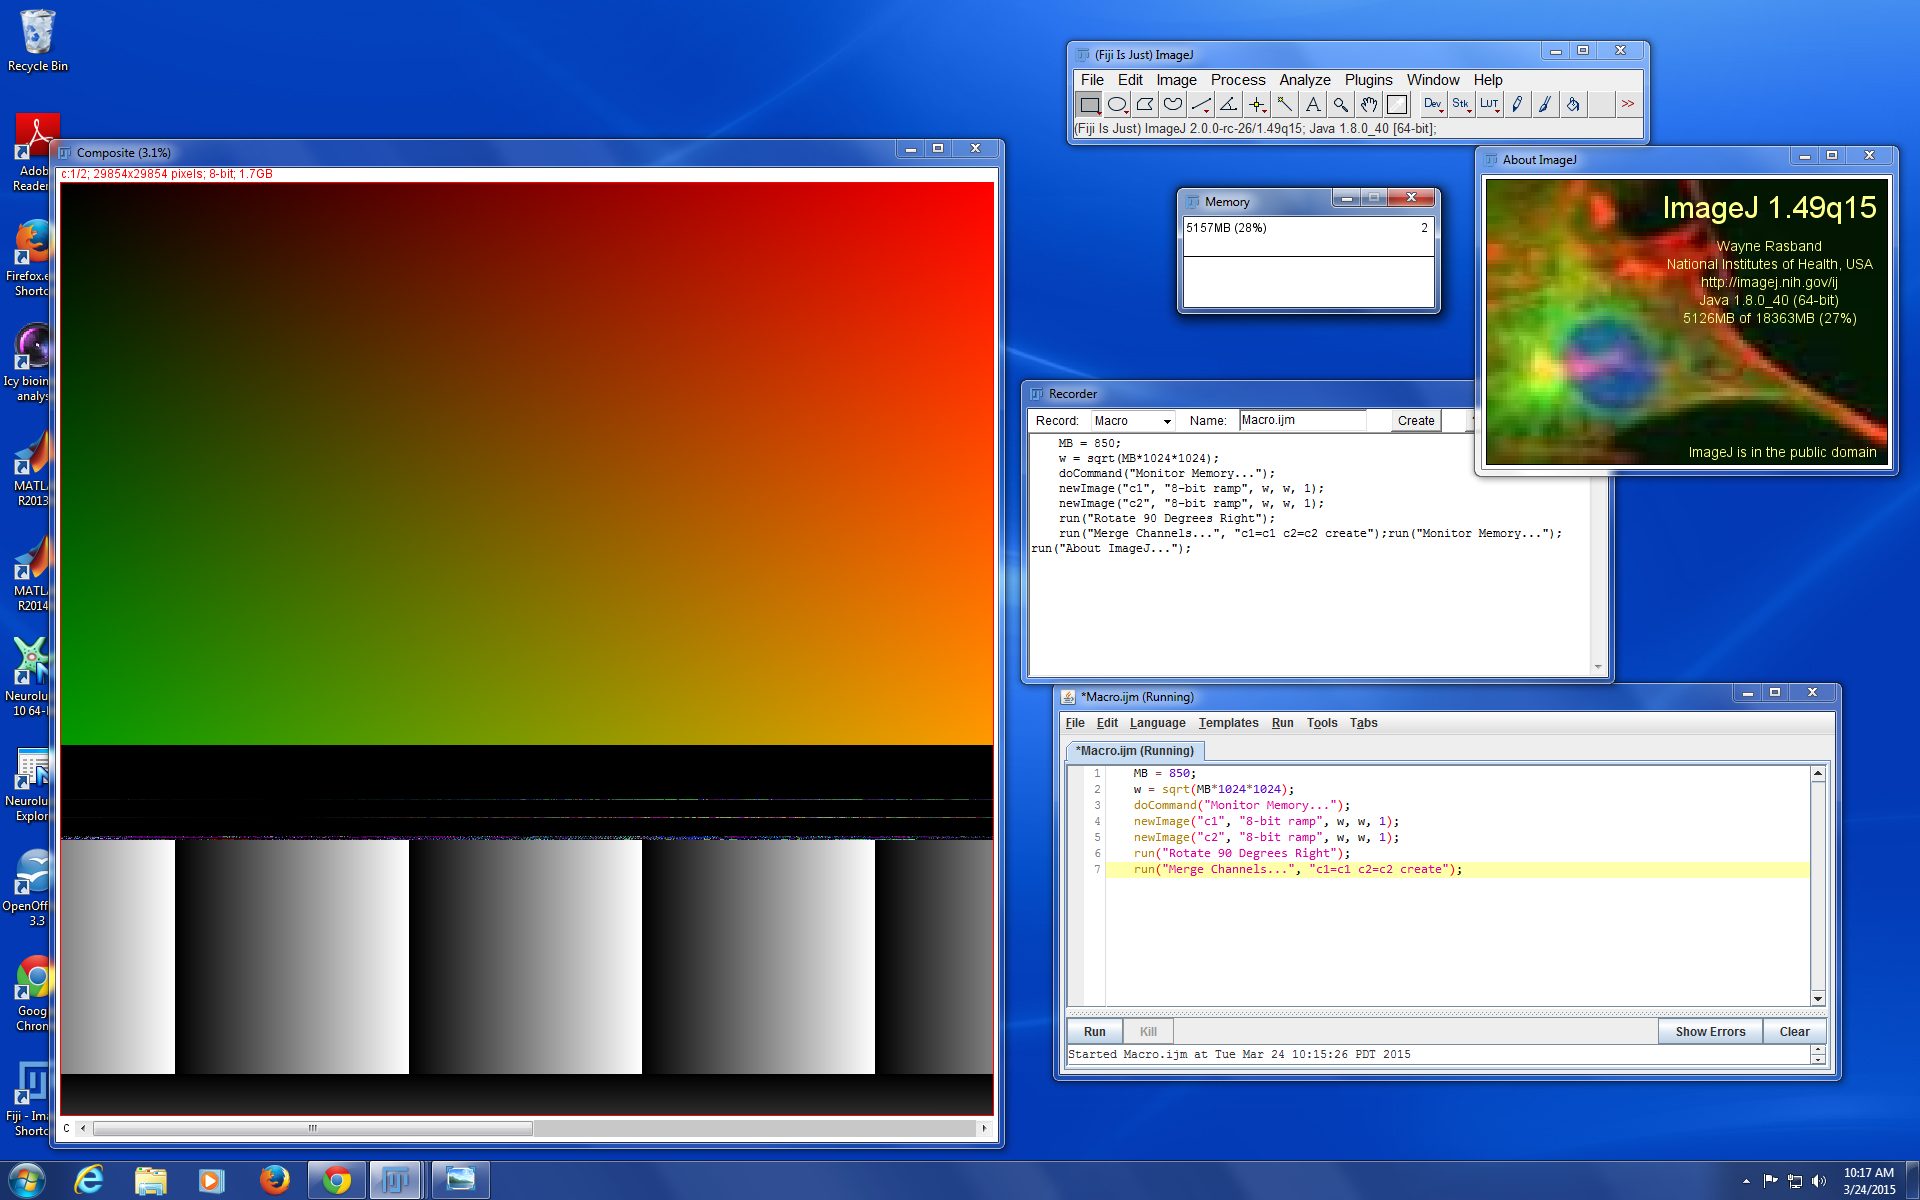 Recycle Bin
Adob
Reader
Firefox.e
Shortc
Icy bioin
analys
MATL
R2013
MATL
R2014
Neurolu
10 64-
Neurolu
Explor
OpenOff
3.3
Goog
Chron
Fiji - Ima
Shortc
Composite (3.1%)
c:1/2; 29854x29854 pixels; 8-bit; 1.7GB
C
(Fiji Is Just) ImageJ
File Edit Image Process Analyze Plugins Window Help
A Dev Stk LUT >>
(Fiji Is Just) ImageJ 2.0.0-rc-26/1.49q15; Java 1.8.0_40 [64-bit];
Memory
5157MB (28%) 2
About ImageJ
ImageJ 1.49q15
Wayne Rasband
National Institutes of Health, USA
http://imagej.nih.gov/ij
Java 1.8.0_40 (64-bit)
5126MB of 18363MB (27%)
ImageJ is in the public domain
Recorder
Record: Macro Name: Macro.ijm Create
MB = 850;
w = sqrt(MB*1024*1024);
doCommand("Monitor Memory...");
newImage("c1", "8-bit ramp", w, w, 1);
newImage("c2", "8-bit ramp", w, w, 1);
run("Rotate 90 Degrees Right");
run("Merge Channels...", "c1=c1 c2=c2 create");run("Monitor Memory...");
run("About ImageJ...");
*Macro.ijm (Running)
File Edit Language Templates Run Tools Tabs
*Macro.ijm (Running)
1 MB = 850;
2 w = sqrt(MB*1024*1024);
3 doCommand("Monitor Memory...");
4 newImage("c1", "8-bit ramp", w, w, 1);
5 newImage("c2", "8-bit ramp", w, w, 1);
6 run("Rotate 90 Degrees Right");
7 run("Merge Channels...", "c1=c1 c2=c2 create");
Run Kill Show Errors Clear
Started Macro.ijm at Tue Mar 24 10:15:26 PDT 2015
10:17 AM
3/24/2015